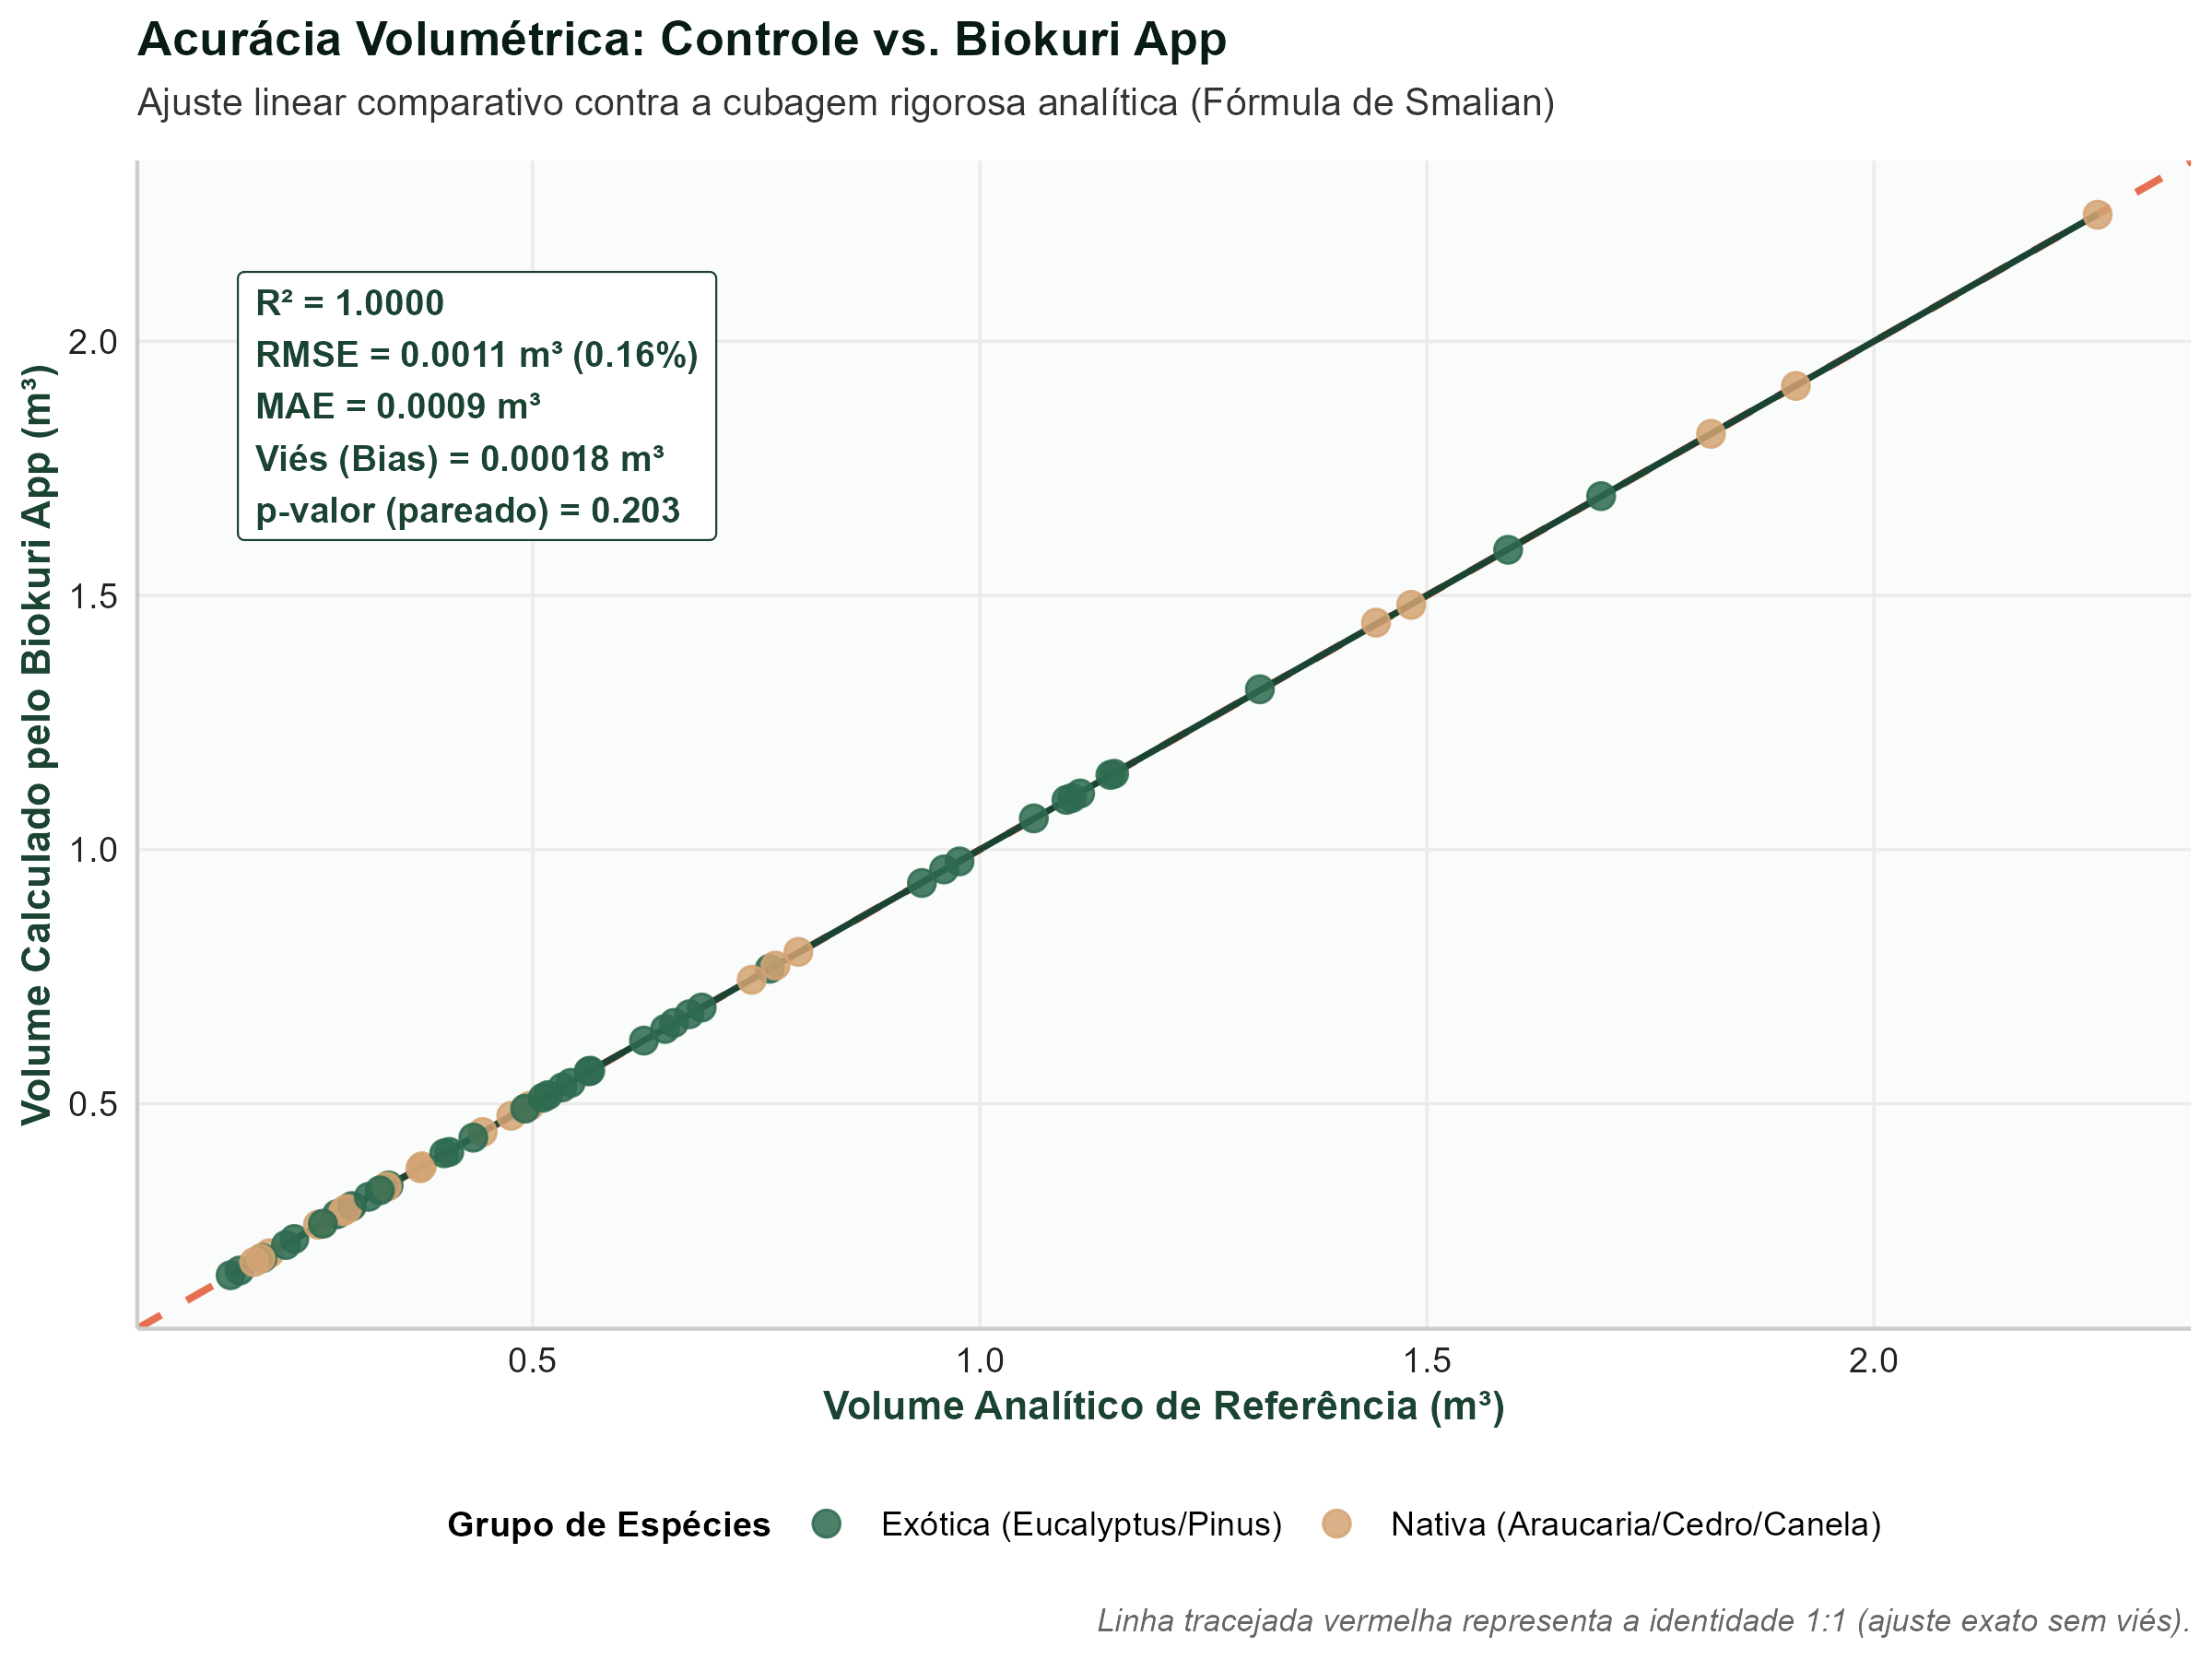 Acurácia Volumétrica: Controle vs. Biokuri App
Ajuste linear comparativo contra a cubagem rigorosa analítica (Fórmula de Smalian)
R² = 1.0000
RMSE = 0.0011 m³ (0.16%)
MAE = 0.0009 m³
Viés (Bias) = 0.00018 m³
p-valor (pareado) = 0.203
Volume Calculado pelo Biokuri App (m³)
2.0
1.5
1.0
0.5
0.5 1.0 1.5 2.0
Volume Analítico de Referência (m³)
Grupo de Espécies Exótica (Eucalyptus/Pinus) Nativa (Araucaria/Cedro/Canela)
Linha tracejada vermelha representa a identidade 1:1 (ajuste exato sem viés).